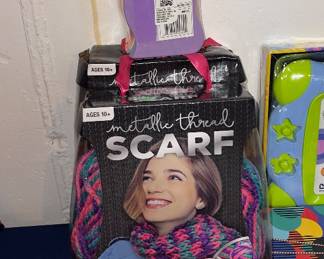 AGES 10+
metallic thread
AGES 10+
metallic thread
SCARF